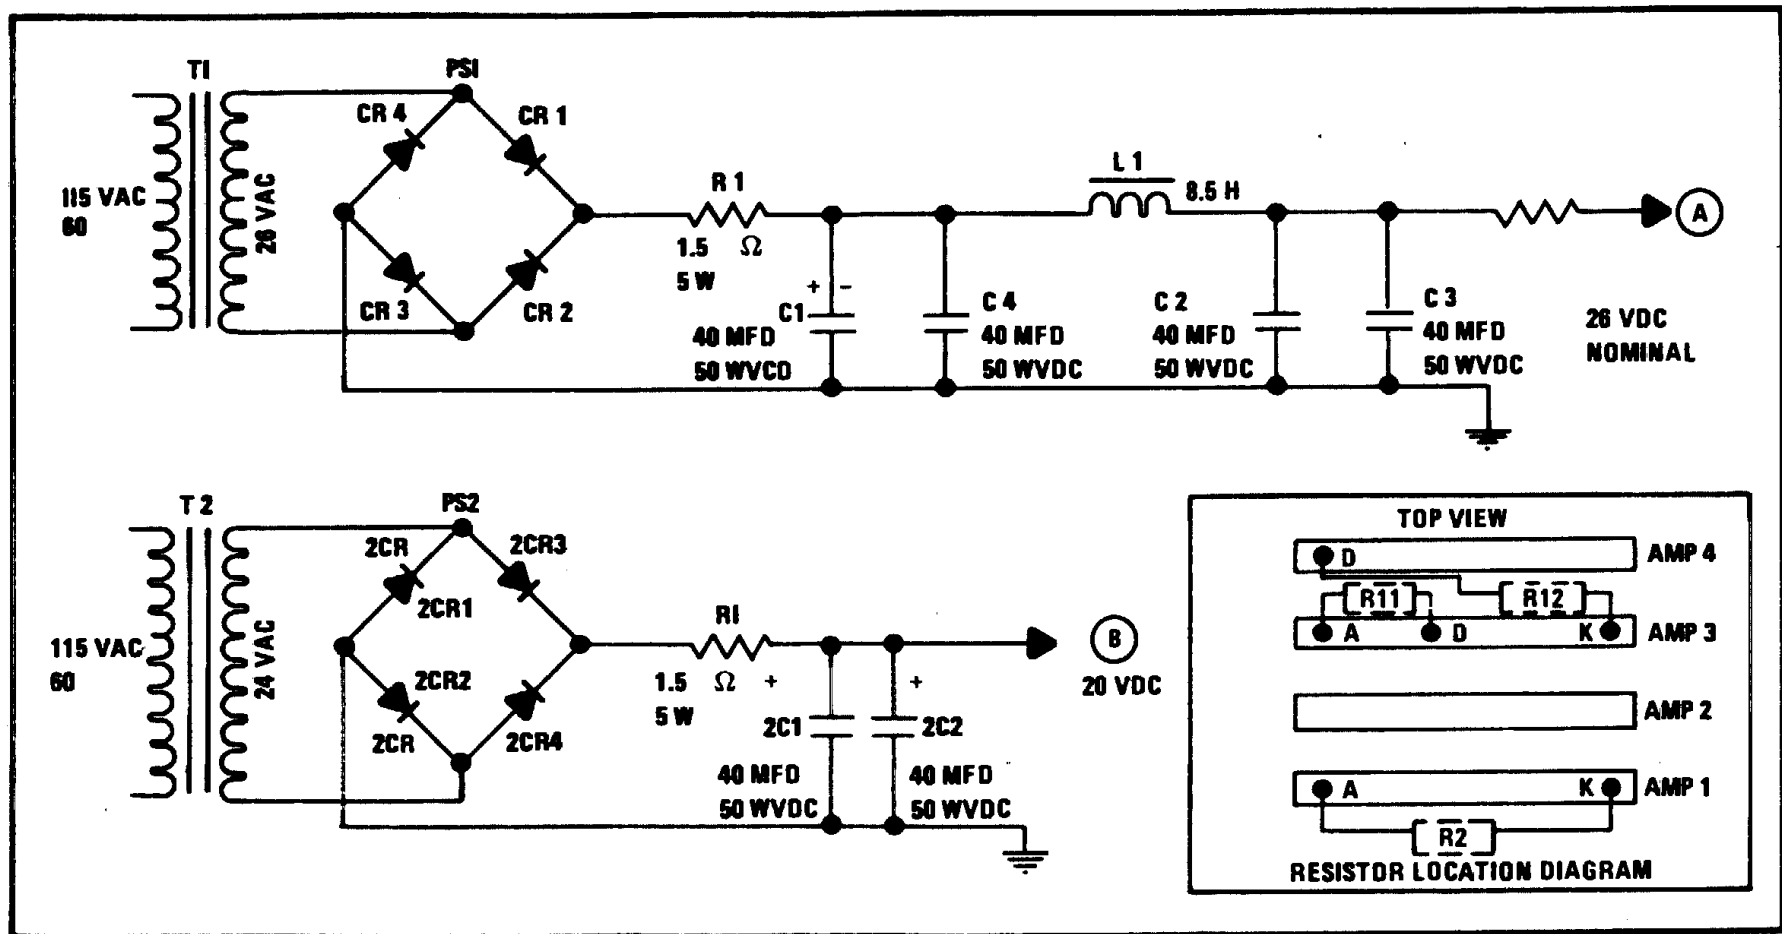 T1
PS1
CR 4
CR 1
115 VAC
60
26 VAC
R 1
1.5 Ω
5 W
CR 3
CR 2
+ -
C1
40 MFD
50 WVCD
C 4
40 MFD
50 WVDC
L 1
8.5 H
C 2
40 MFD
50 WVDC
C 3
40 MFD
50 WVDC
A
26 VDC
NOMINAL
T 2
PS2
2CR
2CR3
2CR1
115 VAC
60
24 VAC
2CR2
2CR
2CR4
R1
1.5 Ω
5 W
+
2C1
40 MFD
50 WVDC
+
2C2
40 MFD
50 WVDC
B
20 VDC
TOP VIEW
D
AMP 4
R11
R12
A
D
K
AMP 3
AMP 2
A
K
AMP 1
R2
RESISTOR LOCATION DIAGRAM